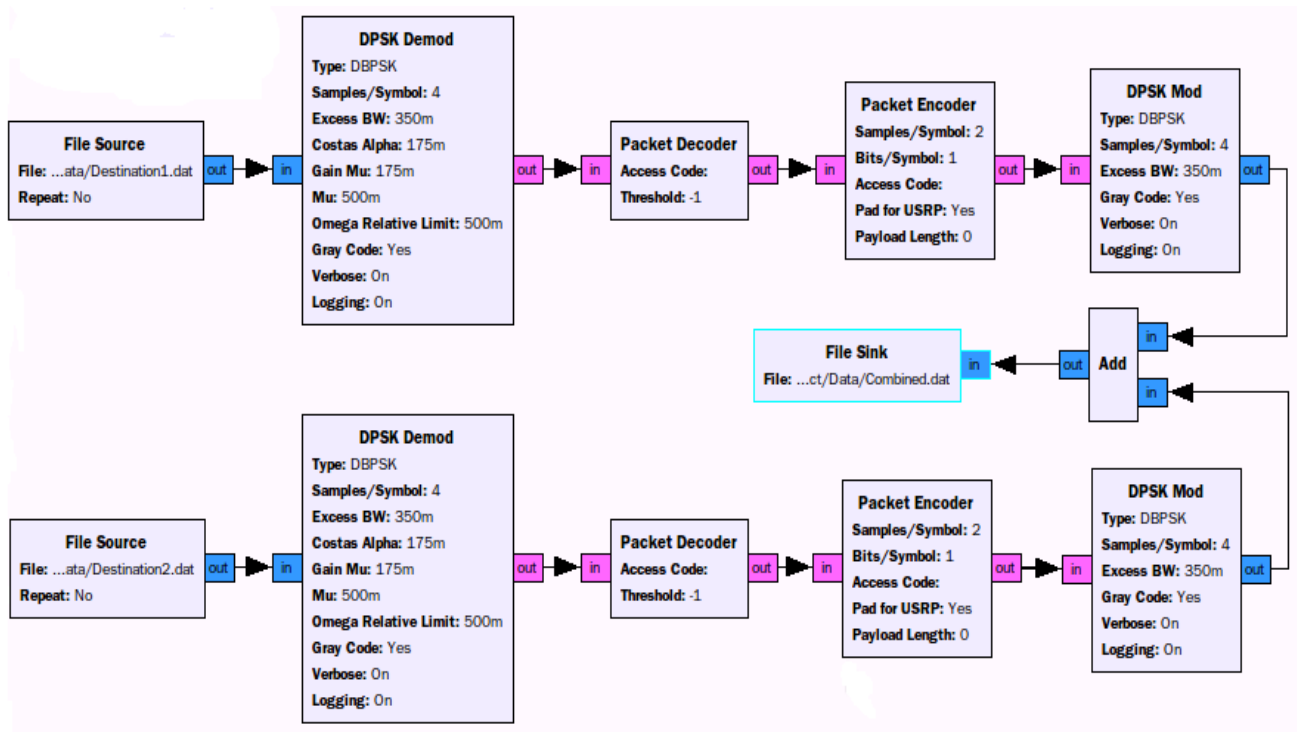 File Source
File: ...ata/Destination1.dat
Repeat: No
out
in
DPSK Demod
Type: DBPSK
Samples/Symbol: 4
Excess BW: 350m
Costas Alpha: 175m
Gain Mu: 175m
Mu: 500m
Omega Relative Limit: 500m
Gray Code: Yes
Verbose: On
Logging: On
out
in
Packet Decoder
Access Code:
Threshold: -1
out
in
Packet Encoder
Samples/Symbol: 2
Bits/Symbol: 1
Access Code:
Pad for USRP: Yes
Payload Length: 0
out
in
DPSK Mod
Type: DBPSK
Samples/Symbol: 4
Excess BW: 350m
Gray Code: Yes
Verbose: On
Logging: On
out
File Sink
File: ...ct/Data/Combined.dat
in
out
Add
in
in
File Source
File: ...ata/Destination2.dat
Repeat: No
out
in
DPSK Demod
Type: DBPSK
Samples/Symbol: 4
Excess BW: 350m
Costas Alpha: 175m
Gain Mu: 175m
Mu: 500m
Omega Relative Limit: 500m
Gray Code: Yes
Verbose: On
Logging: On
out
in
Packet Decoder
Access Code:
Threshold: -1
out
in
Packet Encoder
Samples/Symbol: 2
Bits/Symbol: 1
Access Code:
Pad for USRP: Yes
Payload Length: 0
out
in
DPSK Mod
Type: DBPSK
Samples/Symbol: 4
Excess BW: 350m
Gray Code: Yes
Verbose: On
Logging: On
out